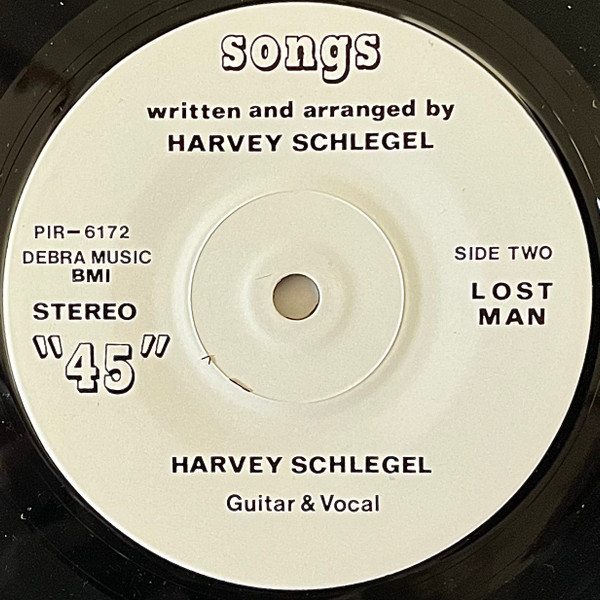 songs
written and arranged by
HARVEY SCHLEGEL
PIR-6172
DEBRA MUSIC
BMI
STEREO
"45"
SIDE TWO
LOST
MAN
HARVEY SCHLEGEL
Guitar & Vocal